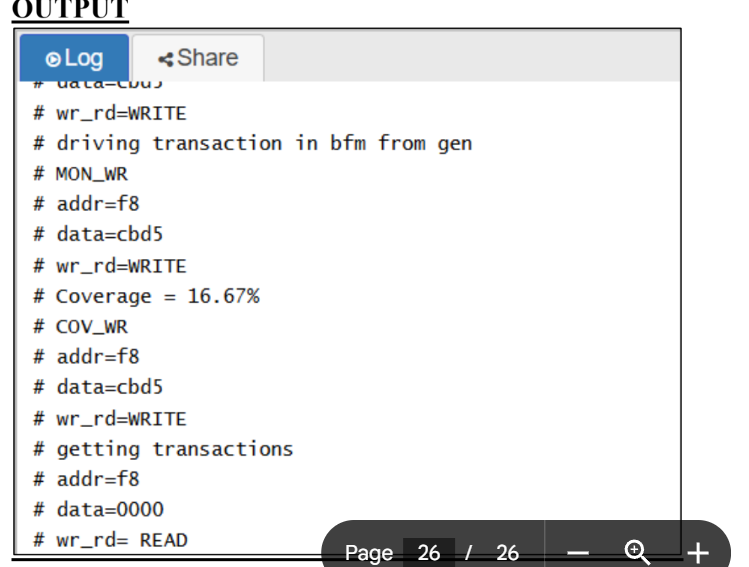 OUTPUT
Log Share
# data=cbd5
# wr_rd=WRITE
# driving transaction in bfm from gen
# MON_WR
# addr=f8
# data=cbd5
# wr_rd=WRITE
# Coverage = 16.67%
# COV_WR
# addr=f8
# data=cbd5
# wr_rd=WRITE
# getting transactions
# addr=f8
# data=0000
# wr_rd= READ
Page 26 / 26